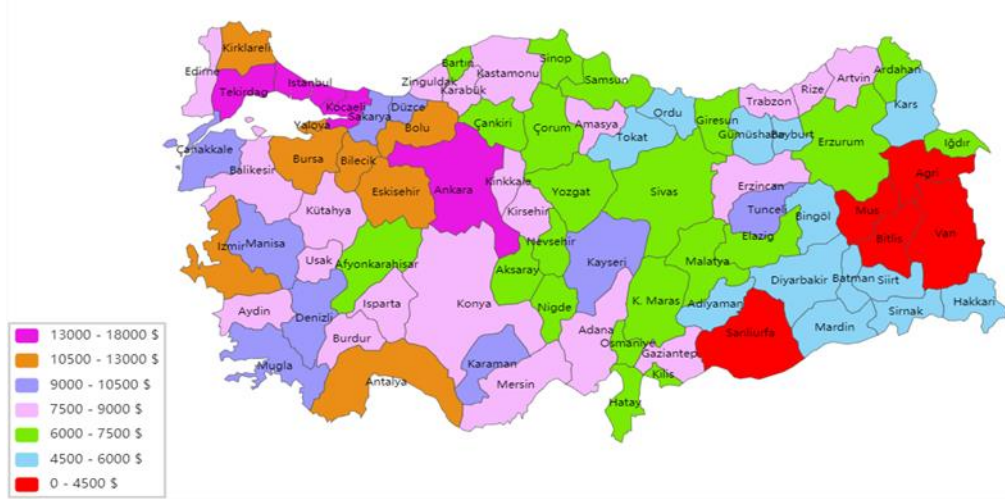 Kirklareli
Edirne
Tekirdag
Istanbul
Kocaeli
Yalova
Sakarya
Düzce
Bolu
Zinguldak
Bartin
Karabük
Kastamonu
Sinop
Samsun
Çankiri
Çorum
Amasya
Tokat
Ordu
Giresun
Gümüshane
Trabzon
Bayburt
Rize
Artvin
Ardahan
Kars
Iğdir
Erzurum
Agri
Çanakkale
Balikesir
Bursa
Bilecik
Eskisehir
Ankara
Kinkkale
Kirsehir
Yozgat
Sivas
Erzincan
Tunceli
Bingöl
Mus
Bitlis
Van
Kütahya
Manisa
Izmir
Usak
Afyonkarahisar
Aksaray
Nevsehir
Kayseri
Malatya
Elazig
Diyarbakir
Batman
Siirt
Hakkari
Sirnak
Mardin
Aydin
Denizli
Isparta
Burdur
Konya
Nigde
K. Maras
Adiyaman
Sanliurfa
Mugla
Antalya
Karaman
Mersin
Adana
Osmaniye
Gaziantep
Kilis
Hatay
13000 - 18000 $
10500 - 13000 $
9000 - 10500 $
7500 - 9000 $
6000 - 7500 $
4500 - 6000 $
0 - 4500 $